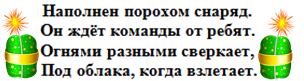 Наполнен порохом снаряд.
Он ждёт команды от ребят.
Огнями разными сверкает,
Под облака, когда взлетает.